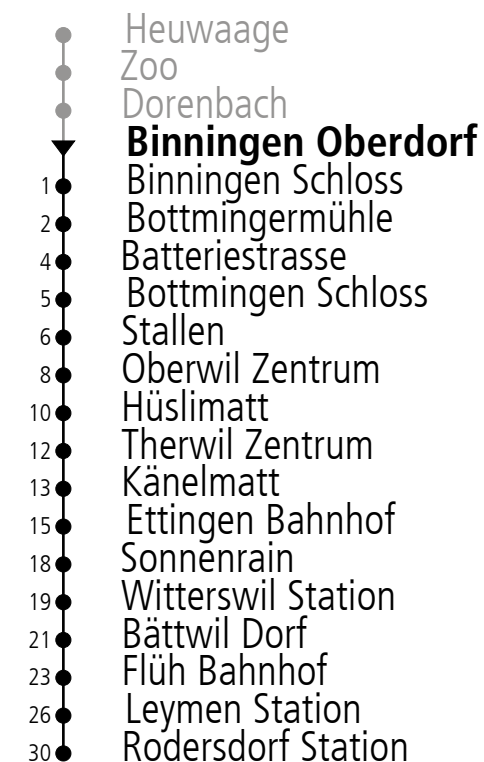 Heuwaage
Zoo
Dorenbach
Binningen Oberdorf
1 Binningen Schloss
2 Bottmingermühle
4 Batteriestrasse
5 Bottmingen Schloss
6 Stallen
8 Oberwil Zentrum
10 Hüslimatt
12 Therwil Zentrum
13 Känelmatt
15 Ettingen Bahnhof
18 Sonnenrain
19 Witterswil Station
21 Bättwil Dorf
23 Flüh Bahnhof
26 Leymen Station
30 Rodersdorf Station